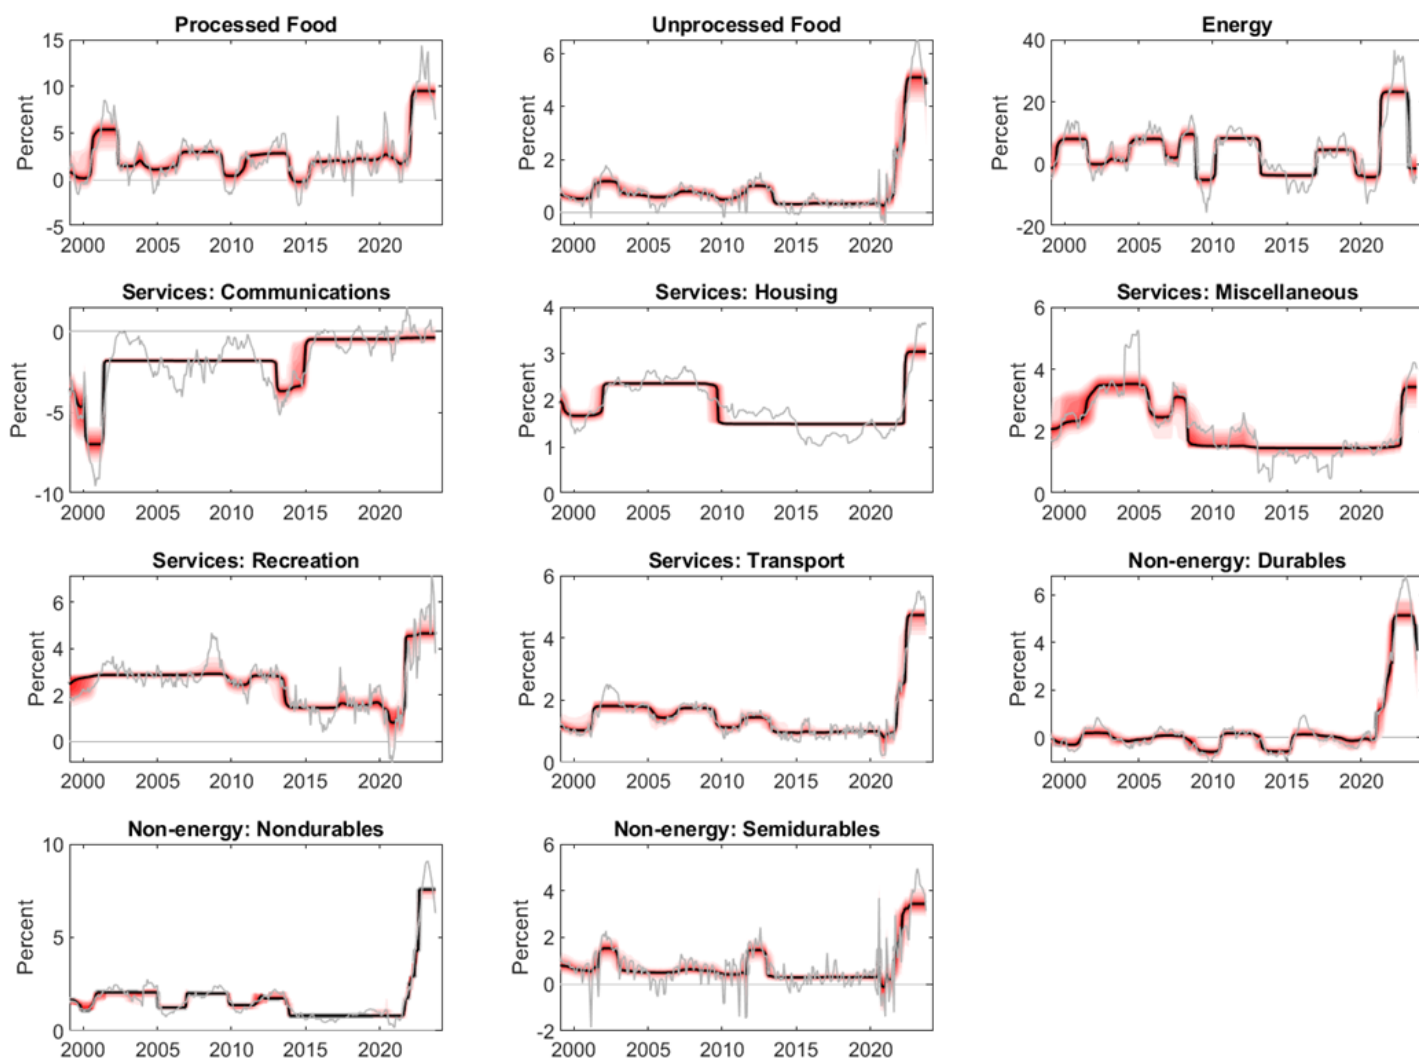 Processed Food
Unprocessed Food
Energy
Percent
15
10
5
0
-5
2000 2005 2010 2015 2020
6
4
2
0
2000 2005 2010 2015 2020
Percent
40
20
0
-20
2000 2005 2010 2015 2020
Services: Communications
Services: Housing
Services: Miscellaneous
Percent
0
-5
-10
2000 2005 2010 2015 2020
Percent
4
3
2
1
0
2000 2005 2010 2015 2020
Percent
6
4
2
0
2000 2005 2010 2015 2020
Services: Recreation
Services: Transport
Non-energy: Durables
Percent
6
4
2
0
2000 2005 2010 2015 2020
Percent
6
4
2
0
2000 2005 2010 2015 2020
Percent
6
4
2
0
2000 2005 2010 2015 2020
Non-energy: Nondurables
Non-energy: Semidurables
Percent
10
5
0
2000 2005 2010 2015 2020
Percent
6
4
2
0
-2
2000 2005 2010 2015 2020